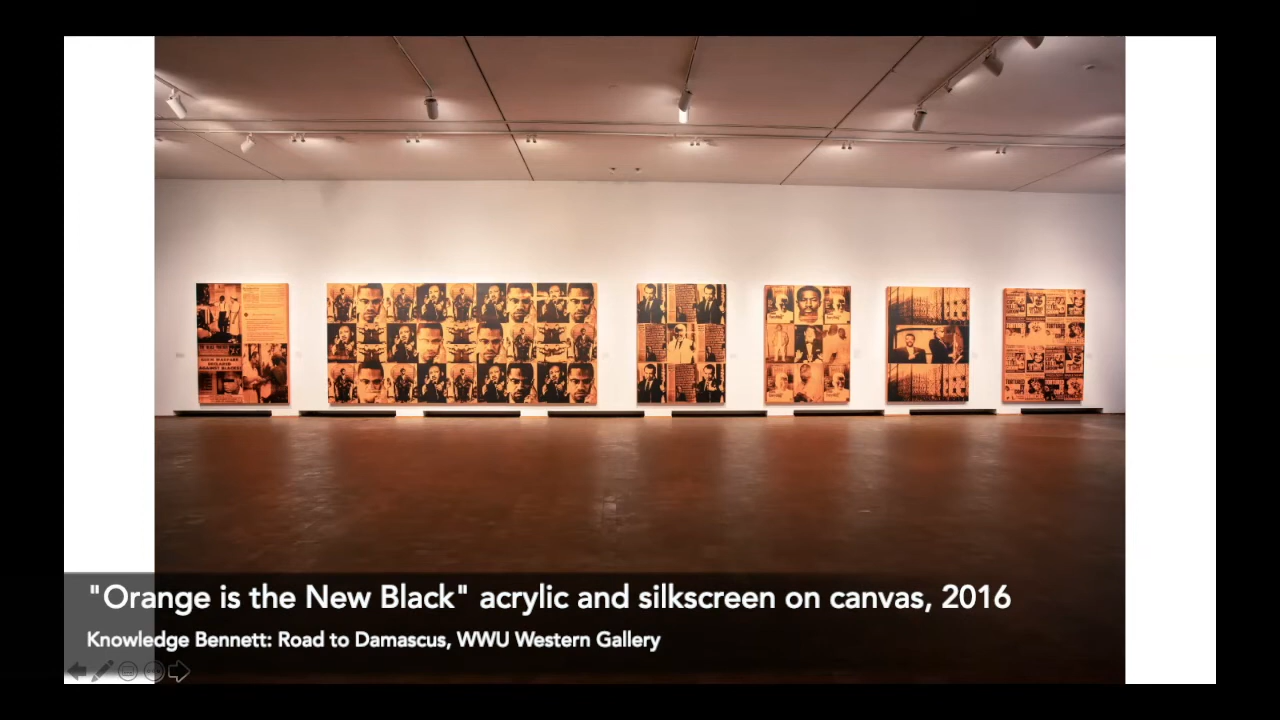 "Orange is the New Black" acrylic and silkscreen on canvas, 2016
Knowledge Bennett: Road to Damascus, WWU Western Gallery